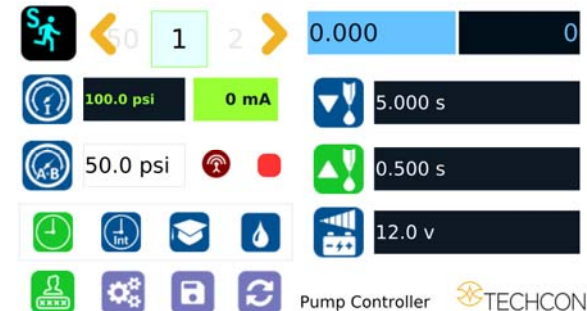 S
50 1 2
0.000 0
I
100.0 psi 0 mA
5.000 s
A-B
50.0 psi
0.500 s
Int
12.0 v
xxxx
Pump Controller
TECHCON